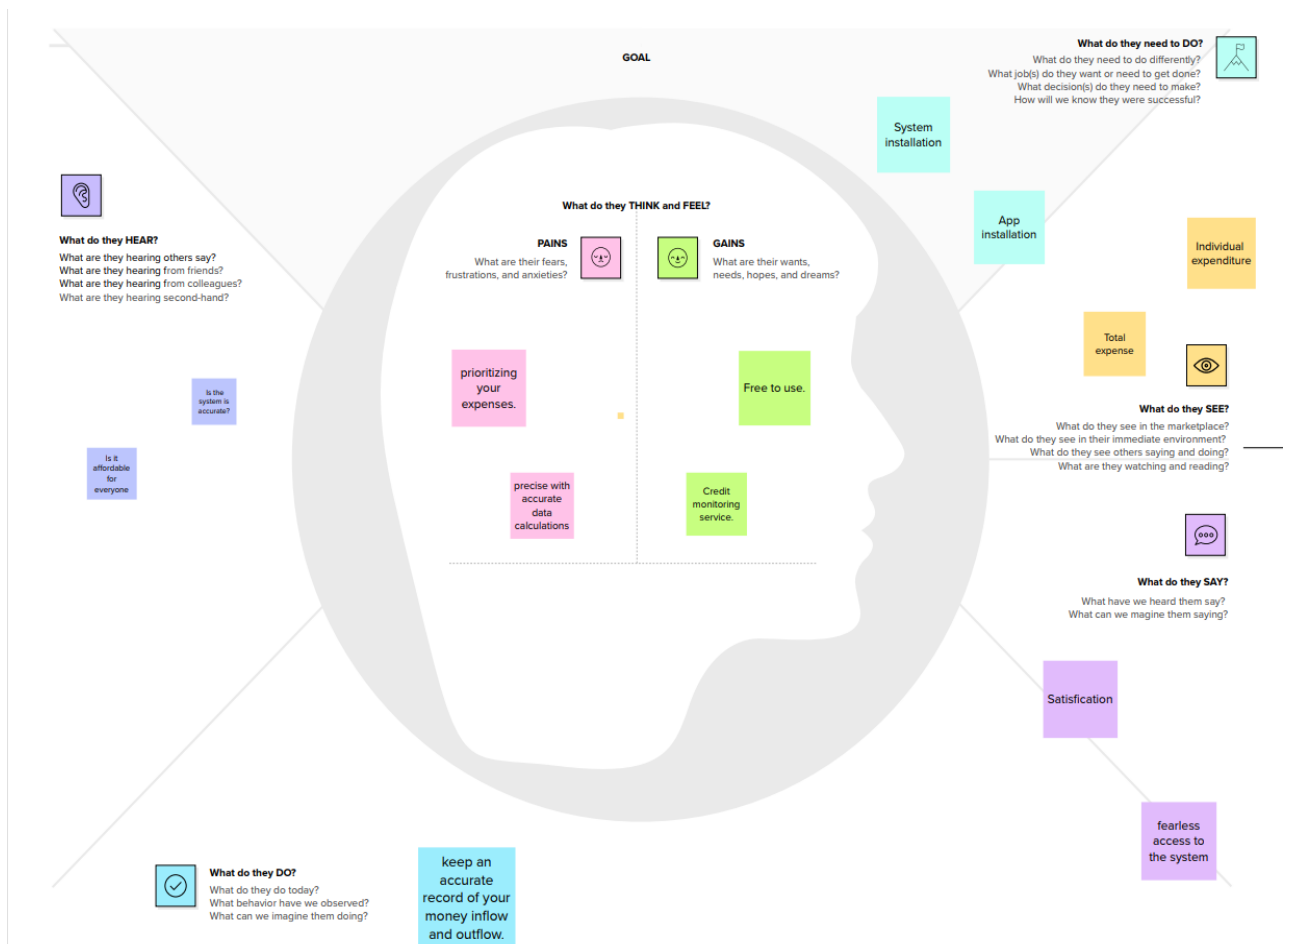 GOAL
What do they need to DO?
What do they need to do differently?
What job(s) do they want or need to get done?
What decision(s) do they need to make?
How will we know they were successful?
System
installation
App
installation
What do they HEAR?
What are they hearing others say?
What are they hearing from friends?
What are they hearing from colleagues?
What are they hearing second-hand?
Is the
system is
accurate?
Is it
affordable
for
everyone
What do they THINK and FEEL?
PAINS
What are their fears,
frustrations, and anxieties?
GAINS
What are their wants,
needs, hopes, and dreams?
prioritizing
your
expenses.
precise with
accurate
data
calculations
Free to use.
Credit
monitoring
service.
Individual
expenditure
Total
expense
What do they SEE?
What do they see in the marketplace?
What do they see in their immediate environment?
What do they see others saying and doing?
What are they watching and reading?
What do they SAY?
What have we heard them say?
What can we magine them saying?
Satisfication
fearless
access to
the system
What do they DO?
What do they do today?
What behavior have we observed?
What can we imagine them doing?
keep an
accurate
record of your
money inflow
and outflow.